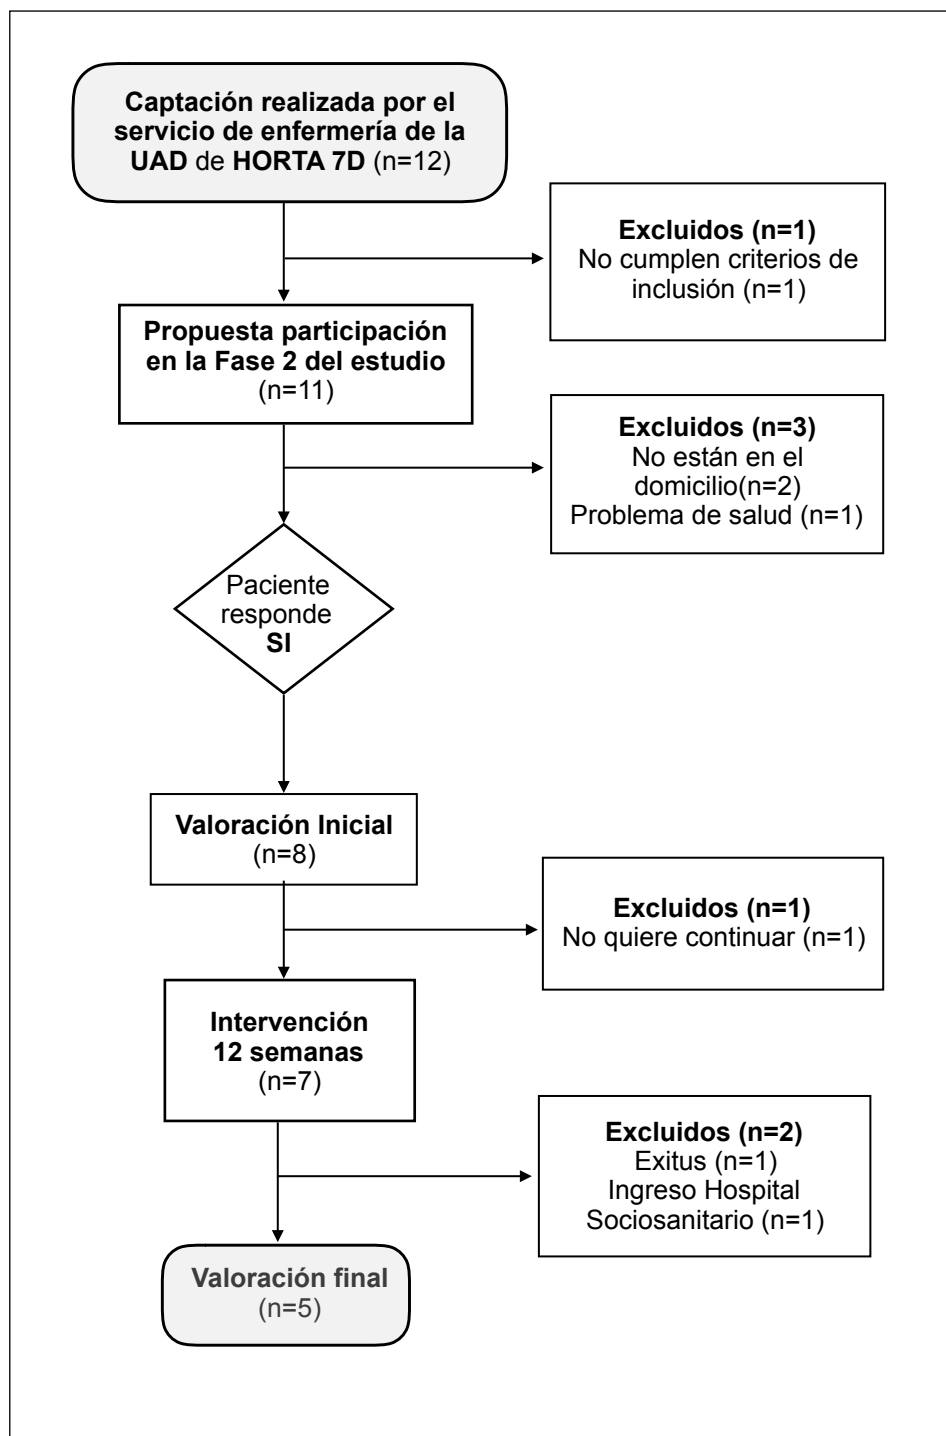 Captación realizada por el
servicio de enfermería de la
UAD de HORTA 7D (n=12)
Excluidos (n=1)
No cumplen criterios de
inclusión (n=1)
Propuesta participación
en la Fase 2 del estudio
(n=11)
Excluidos (n=3)
No están en el
domicilio(n=2)
Problema de salud (n=1)
Paciente
responde
SI
Valoración Inicial
(n=8)
Excluidos (n=1)
No quiere continuar (n=1)
Intervención
12 semanas
(n=7)
Excluidos (n=2)
Exitus (n=1)
Ingreso Hospital
Sociosanitario (n=1)
Valoración final
(n=5)